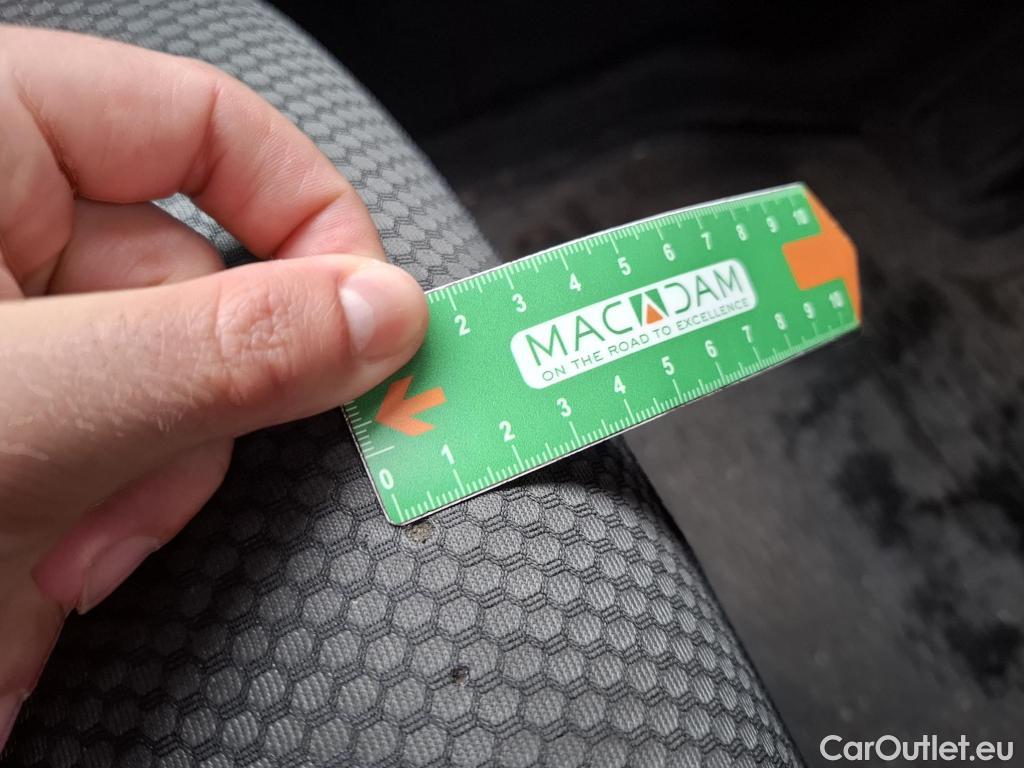 2 3 4 5 6 7 8 9 10
MACADAM
ON THE ROAD TO EXCELLENCE
0 1 2 3 4 5 6 7 8 9 10
CarOutlet.eu